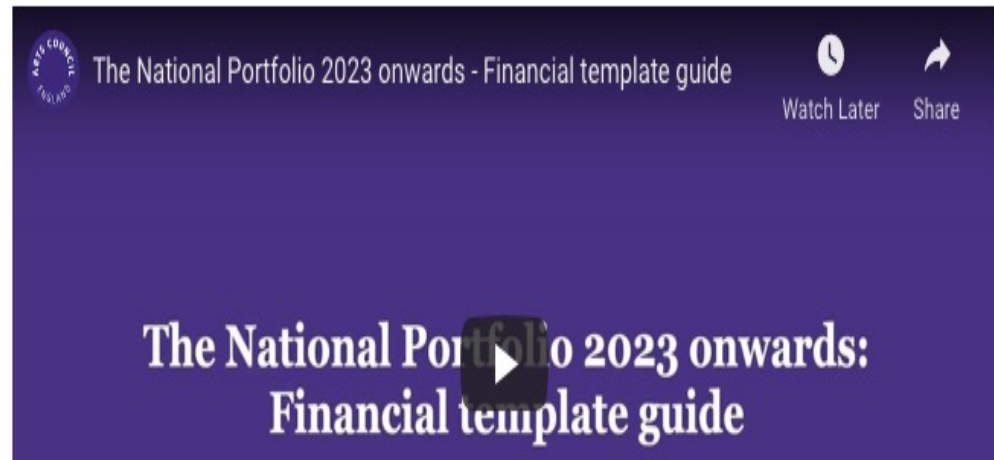 ARTS COUNCIL ENGLAND
The National Portfolio 2023 onwards - Financial template guide
Watch Later
Share
The National Portfolio 2023 onwards:
Financial template guide